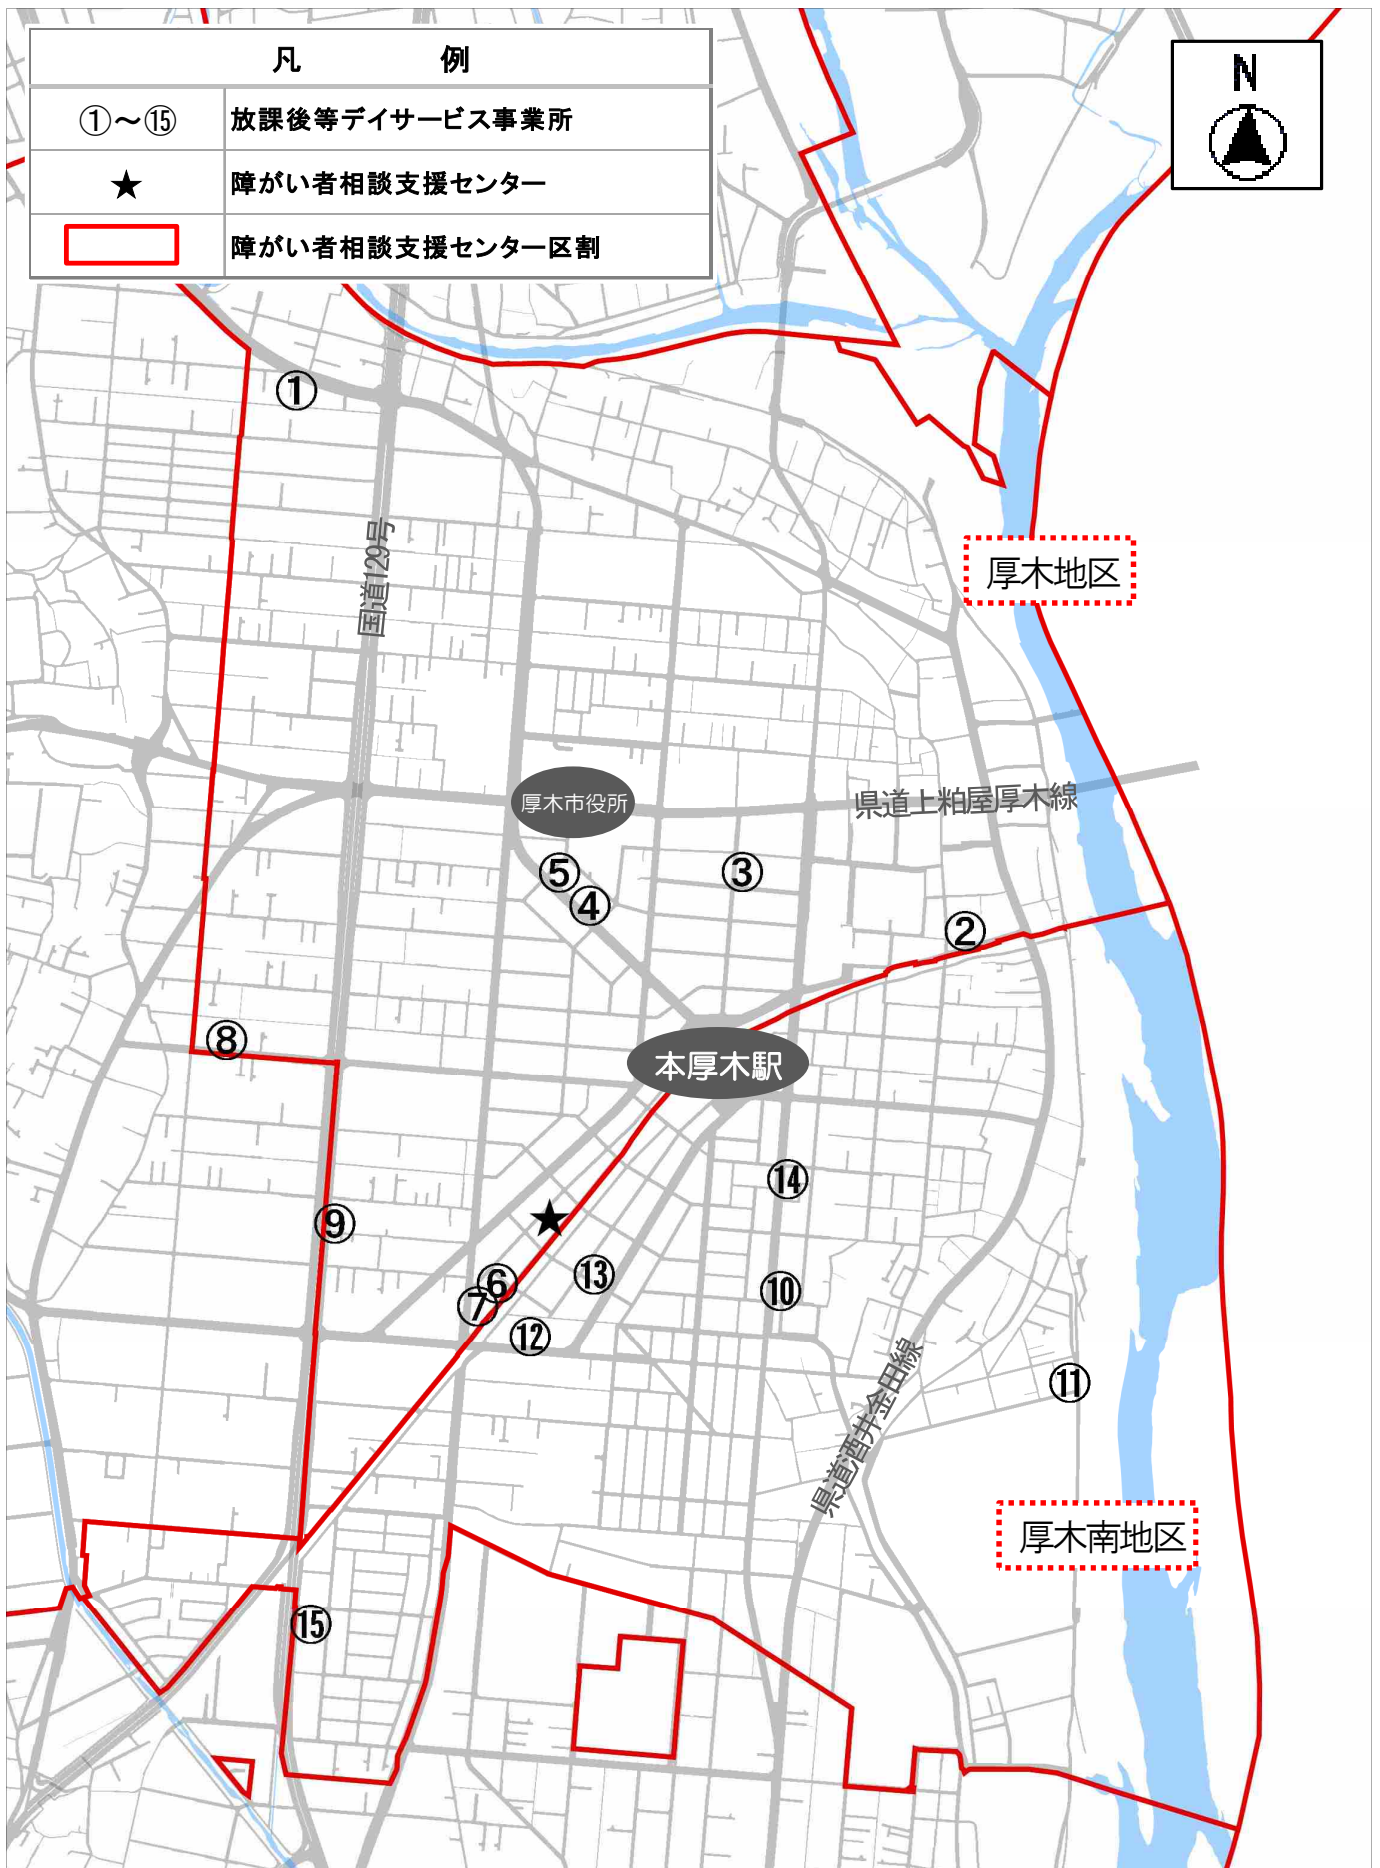 凡 例
①～⑮ 放課後等デイサービス事業所
★ 障がい者相談支援センター
障がい者相談支援センター区割
N
①
国道129号
厚木地区
厚木市役所
県道上粕屋厚木線
⑤
③
④
②
⑧
本厚木駅
⑭
⑨
★
⑥
⑬
⑩
⑦
⑫
県道酒井金田線
⑪
厚木南地区
⑮